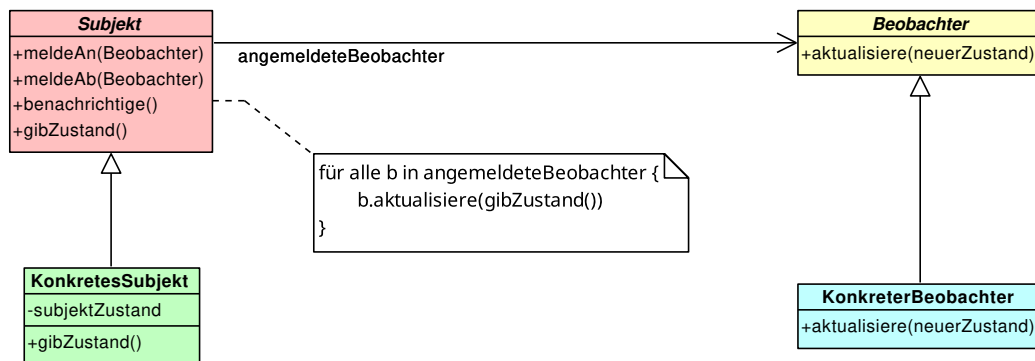 Subjekt
+meldeAn(Beobachter)
+meldeAb(Beobachter)
+benachrichtige()
+gibZustand()
angemeldeteBeobachter
Beobachter
+aktualisiere(neuerZustand)
für alle b in angemeldeteBeobachter {
b.aktualisiere(gibZustand())
}
KonkretesSubjekt
-subjektZustand
+gibZustand()
KonkreterBeobachter
+aktualisiere(neuerZustand)